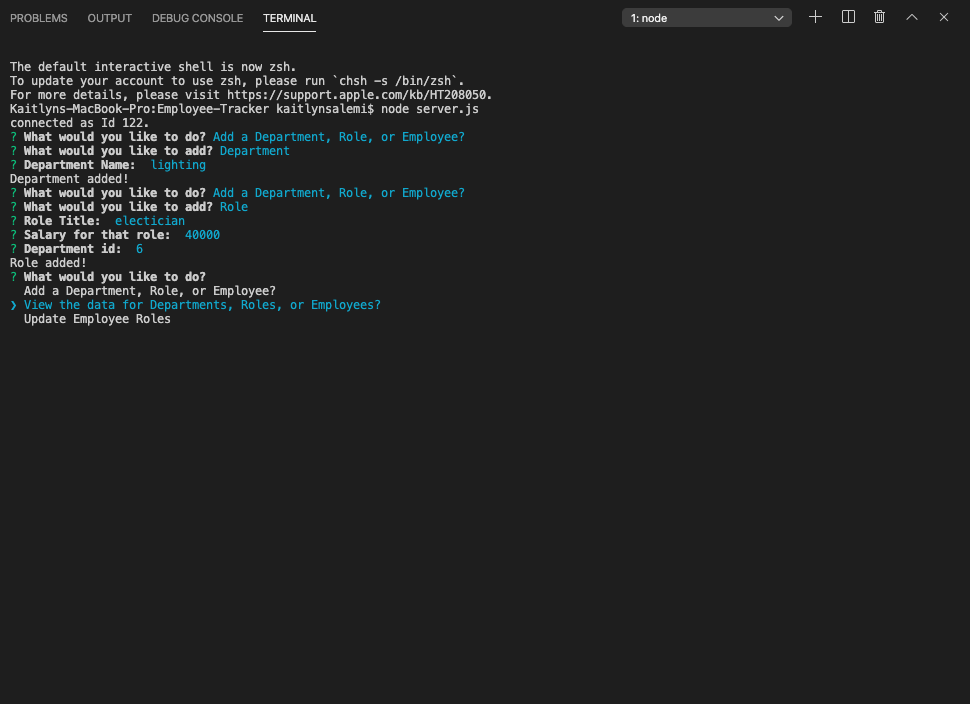 PROBLEMS OUTPUT DEBUG CONSOLE TERMINAL 1: node
The default interactive shell is now zsh.
To update your account to use zsh, please run `chsh -s /bin/zsh`.
For more details, please visit https://support.apple.com/kb/HT208050.
Kaitlyns-MacBook-Pro:Employee-Tracker kaitlynsalemi$ node server.js
connected as Id 122.
? What would you like to do? Add a Department, Role, or Employee?
? What would you like to add? Department
? Department Name:  lighting
Department added!
? What would you like to do? Add a Department, Role, or Employee?
? What would you like to add? Role
? Role Title:  electician
? Salary for that role:  40000
? Department id:  6
Role added!
? What would you like to do?
  Add a Department, Role, or Employee?
❯ View the data for Departments, Roles, or Employees?
  Update Employee Roles